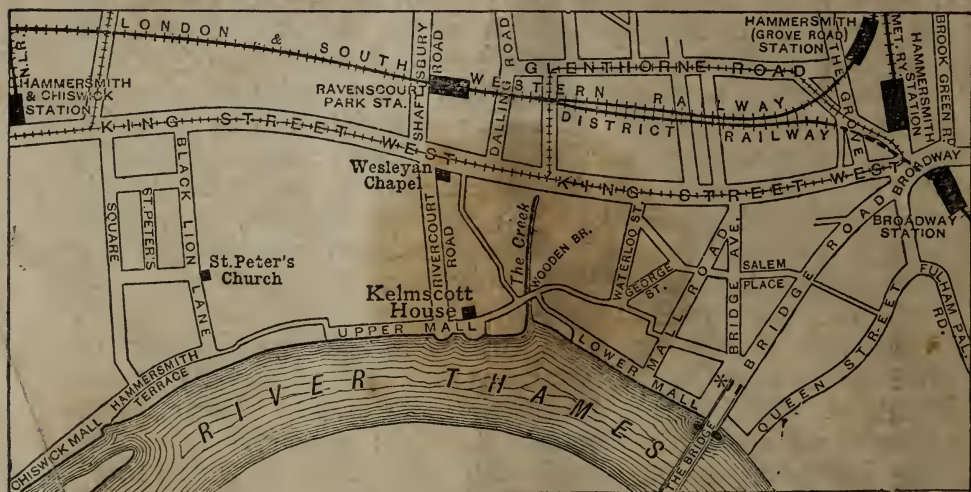 LONDON & SOUTH WESTERN RAILWAY
N.L.R.
HAMMERSMITH
& CHISWICK
STATION
RAVENSCOURT
PARK STA.
SHAFTESBURY
ROAD
DALLING ROAD
GLENTHORNE ROAD
HAMMERSMITH
(GROVE ROAD)
STATION
THE GROVE
HAMMERSMITH
MET. RY STATION
BROOK GREEN RD
DISTRICT RAILWAY
KING STREET WEST
KING STREET WEST
BROADWAY
BROADWAY
STATION
Wesleyan
Chapel
BLACK LION LANE
ST. PETER'S
SQUARE
St. Peter's
Church
RIVERCOURT
ROAD
The Creek
WOODEN BR.
WATERLOO ST.
GEORGE
ST.
MALL ROAD
BRIDGE AVE.
SALEM
PLACE
BRIDGE ROAD
QUEEN STREET
FULHAM PAL.
RD.
Kelmscott
House
UPPER MALL
LOWER MALL
HAMMERSMITH
TERRACE
CHISWICK MALL
RIVER THAMES
THE BRIDGE